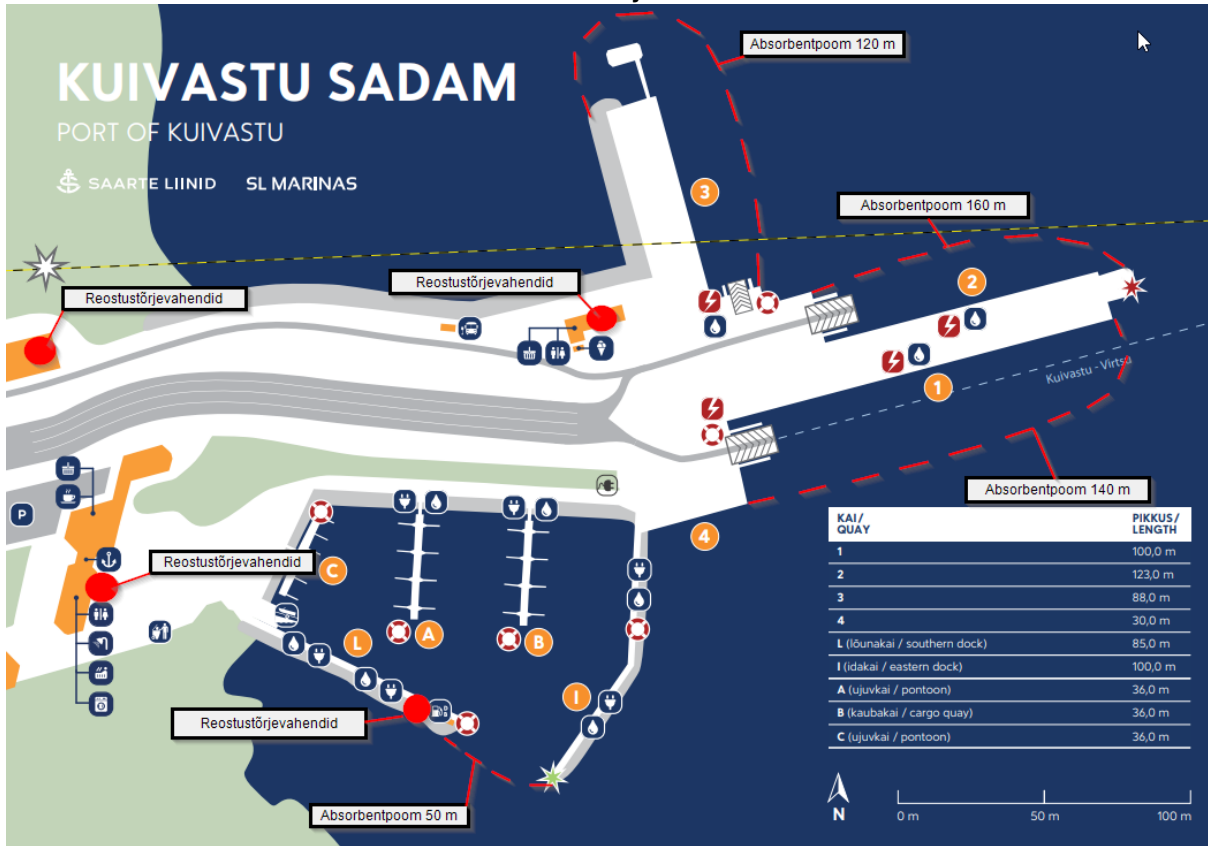 KUIVASTU SADAM
PORT OF KUIVASTU
SAARTE LIINID SL MARINAS
Absorbentpoom 120 m
3
Absorbentpoom 160 m
2
Reostustõrjevahendid
Reostustõrjevahendid
1
Kuivastu - Virtsu
Absorbentpoom 140 m
4
P
Reostustõrjevahendid
C
L
A
B
I
Reostustõrjevahendid
Absorbentpoom 50 m
KAI/ PIKKUS/
QUAY LENGTH
1 100,0 m
2 123,0 m
3 88,0 m
4 30,0 m
L (lõunakai / southern dock) 85,0 m
I (idakai / eastern dock) 100,0 m
A (ujuvkai / pontoon) 36,0 m
B (kaubakai / cargo quay) 36,0 m
C (ujuvkai / pontoon) 36,0 m
N
0 m 50 m 100 m